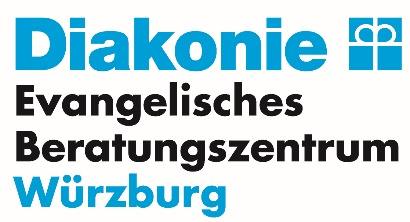 Diakonie
Evangelisches
Beratungszentrum
Würzburg